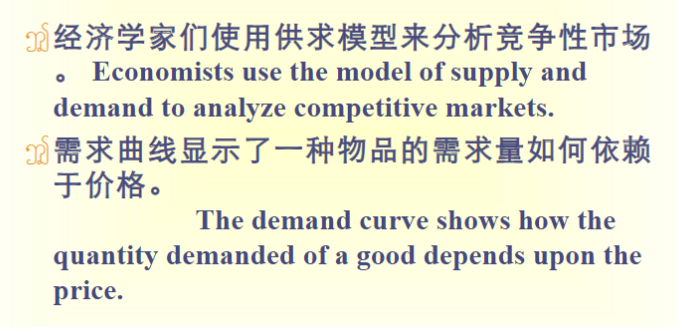 经济学家们使用供求模型来分析竞争性市场
。 Economists use the model of supply and
demand to analyze competitive markets.
需求曲线显示了一种物品的需求量如何依赖
于价格。
The demand curve shows how the
quantity demanded of a good depends upon the
price.